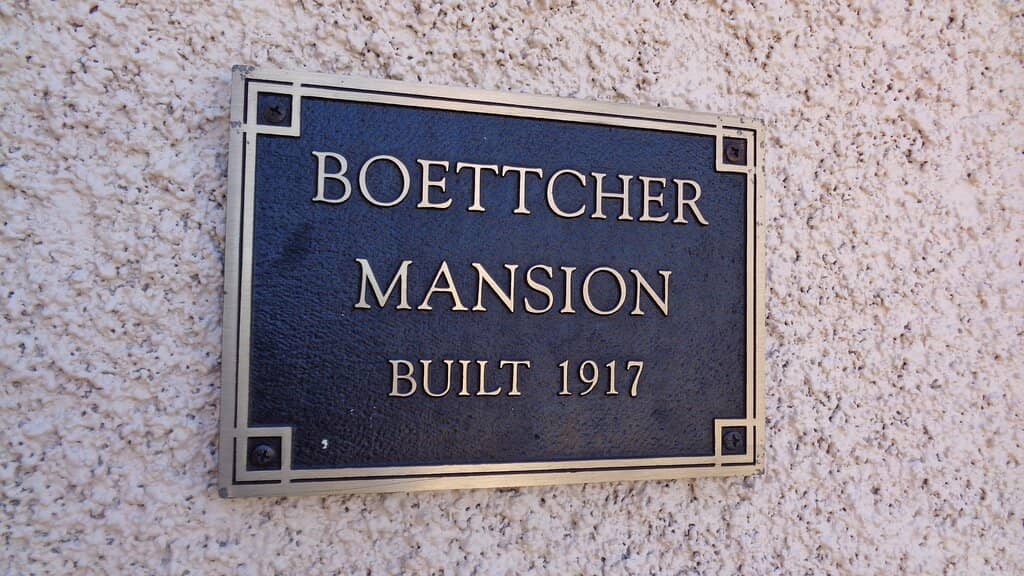 BOETTCHER
MANSION
BUILT 1917